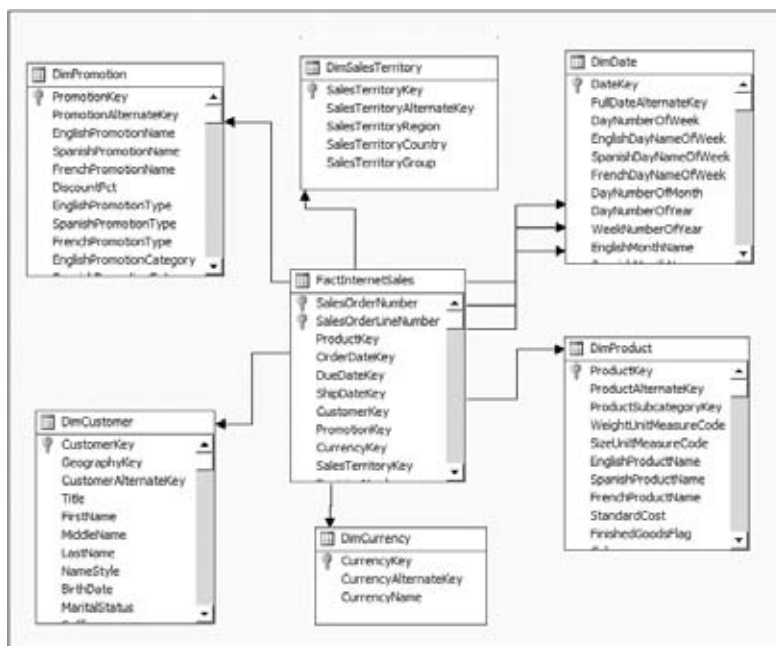 DimPromotion
PromotionKey
PromotionAlternateKey
EnglishPromotionName
SpanishPromotionName
FrenchPromotionName
DiscountPct
EnglishPromotionType
SpanishPromotionType
FrenchPromotionType
EnglishPromotionCategory
DimSalesTerritory
SalesTerritoryKey
SalesTerritoryAlternateKey
SalesTerritoryRegion
SalesTerritoryCountry
SalesTerritoryGroup
DimDate
DateKey
FullDateAlternateKey
DayNumberOfWeek
EnglishDayNameOfWeek
SpanishDayNameOfWeek
FrenchDayNameOfWeek
DayNumberOfMonth
DayNumberOfYear
WeekNumberOfYear
EnglishMonthName
FactInternetSales
SalesOrderNumber
SalesOrderLineNumber
ProductKey
OrderDateKey
DueDateKey
ShipDateKey
CustomerKey
PromotionKey
CurrencyKey
SalesTerritoryKey
DimCustomer
CustomerKey
GeographyKey
CustomerAlternateKey
Title
FirstName
MiddleName
LastName
NameStyle
BirthDate
MaritalStatus
DimCurrency
CurrencyKey
CurrencyAlternateKey
CurrencyName
DimProduct
ProductKey
ProductAlternateKey
ProductSubcategoryKey
WeightUnitMeasureCode
SizeUnitMeasureCode
EnglishProductName
SpanishProductName
FrenchProductName
StandardCost
FinishedGoodsFlag